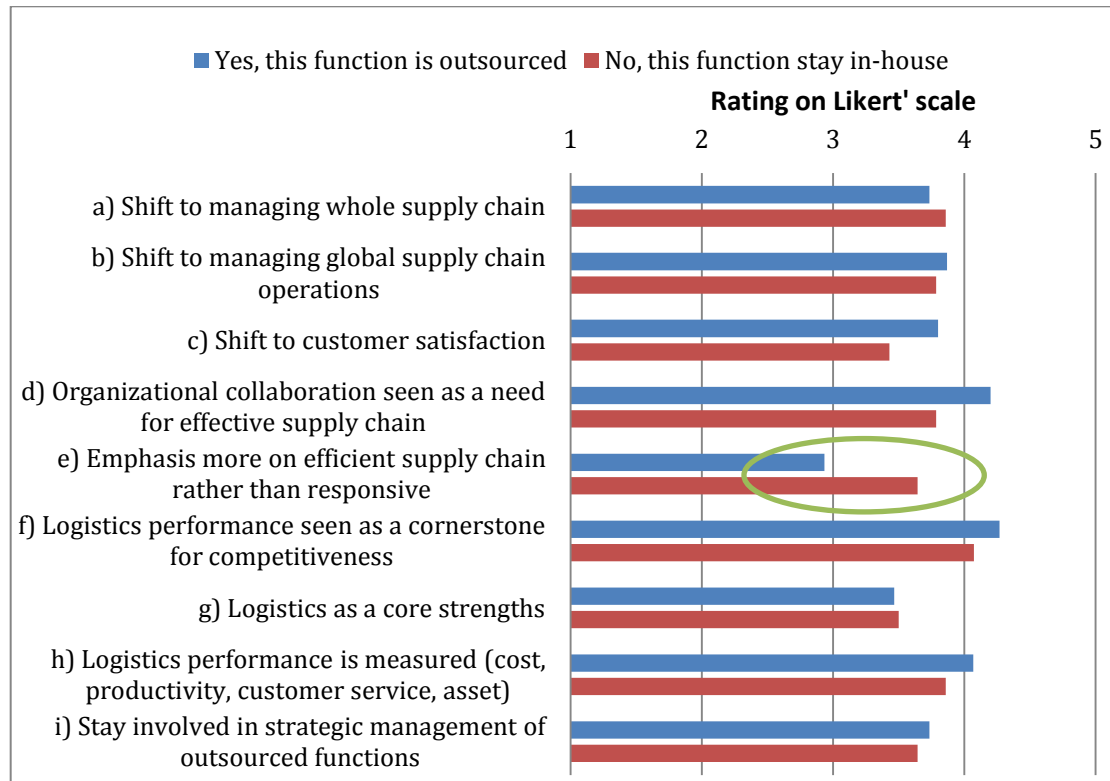 Yes, this function is outsourced No, this function stay in-house
Rating on Likert' scale
1 2 3 4 5
a) Shift to managing whole supply chain
b) Shift to managing global supply chain
operations
c) Shift to customer satisfaction
d) Organizational collaboration seen as a need
for effective supply chain
e) Emphasis more on efficient supply chain
rather than responsive
f) Logistics performance seen as a cornerstone
for competitiveness
g) Logistics as a core strengths
h) Logistics performance is measured (cost,
productivity, customer service, asset)
i) Stay involved in strategic management of
outsourced functions